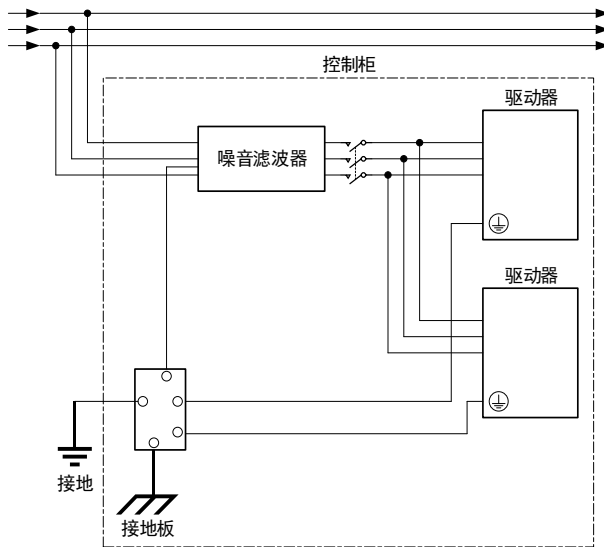 控制柜
驱动器
噪音滤波器
驱动器
接地
接地板